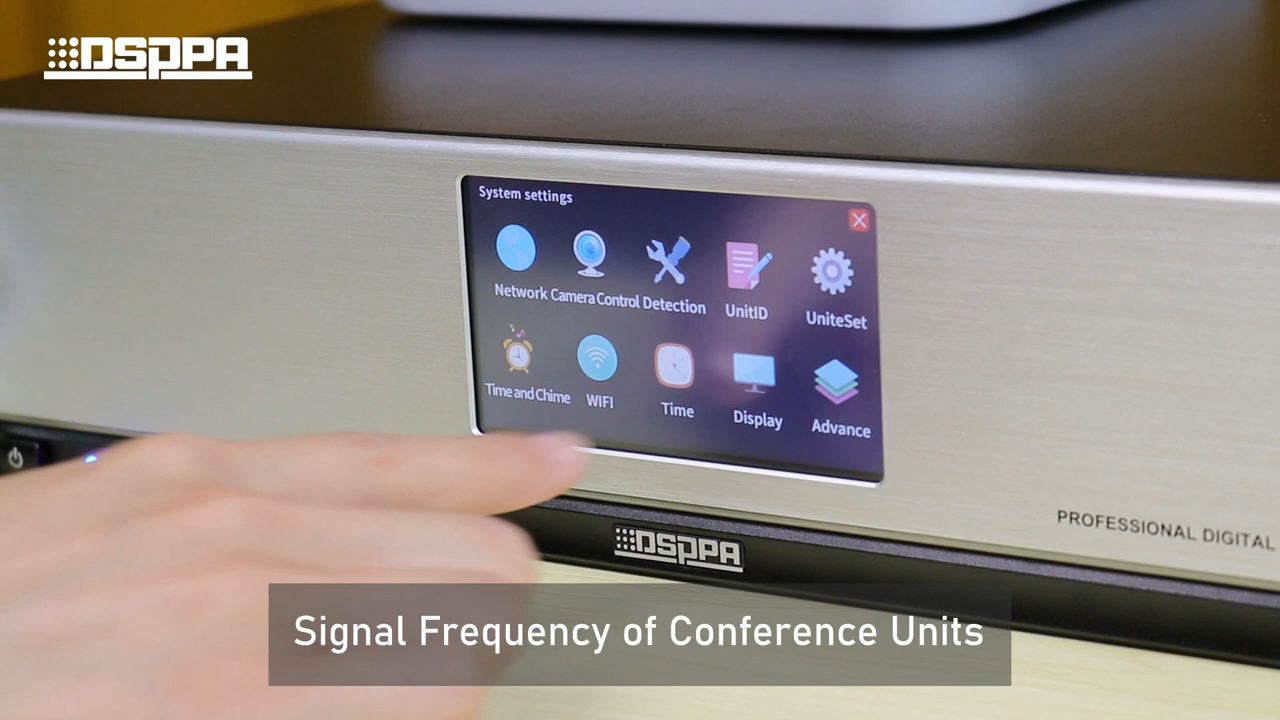 DSPPA
System settings
Network Camera Control Detection UnitID UniteSet
Time and Chime WIFI Time Display Advance
PROFESSIONAL DIGITAL
DSPPA
Signal Frequency of Conference Units